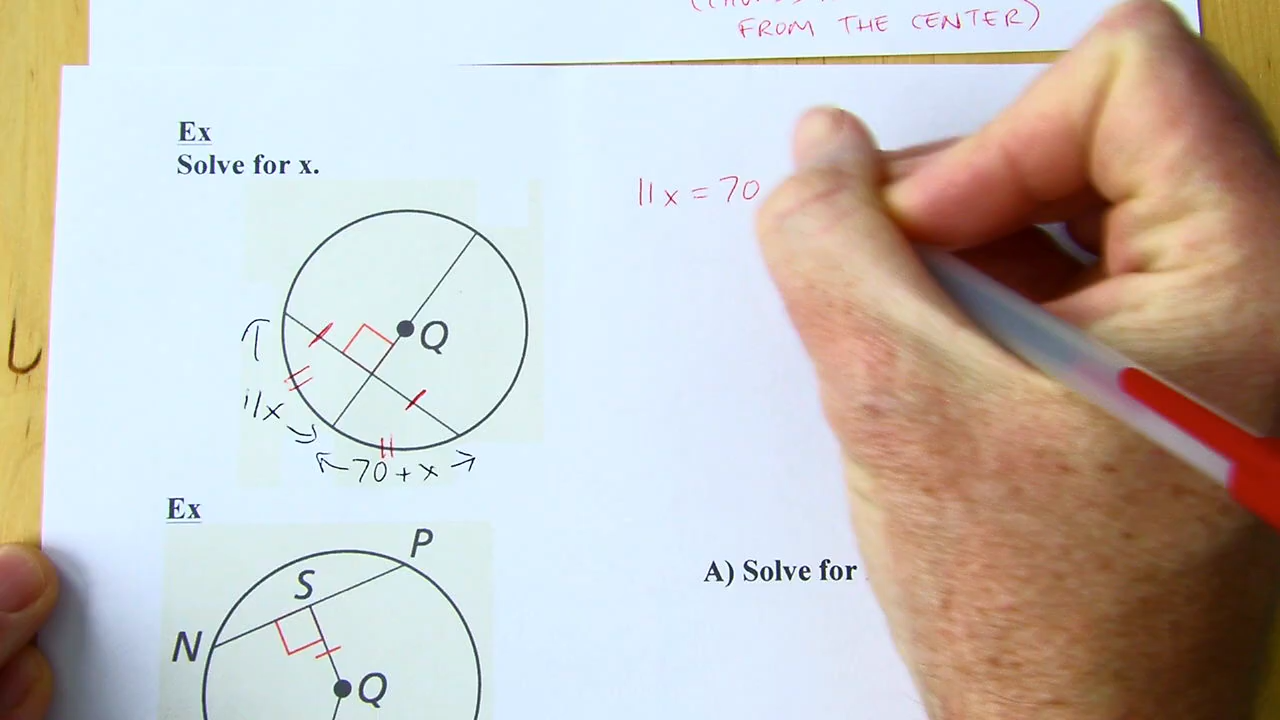 FROM THE CENTER)
Ex
Solve for x.
11x = 70
Q
11x
70 + x
Ex
P
S
N
Q
A) Solve for